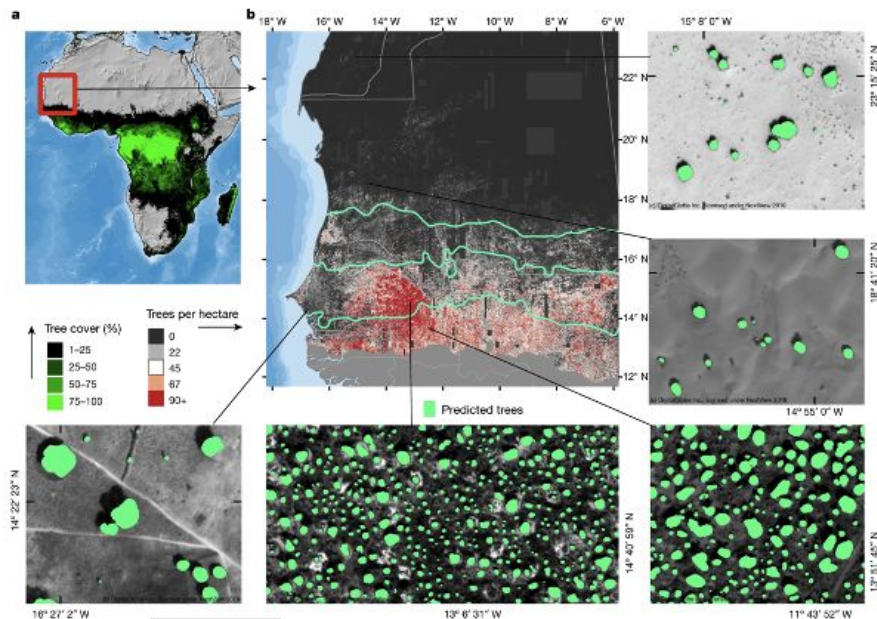 a
b
16° W 14° W 12° W 10° W 8° W 6° W
18° W
22° N
20° N
18° N
16° N
14° N
12° N
15° 8′ 0″ W
23° 15′ 25″ N
18° 41′ 20″ N
14° 55′ 0″ W
Tree cover (%)
1–25
25–50
50–75
75–100
Trees per hectare
0
22
45
67
90+
Predicted trees
14° 22′ 23″ N
16° 27′ 2″ W
14° 40′ 59″ N
13° 6′ 31″ W
13° 51′ 45″ N
11° 43′ 52″ W